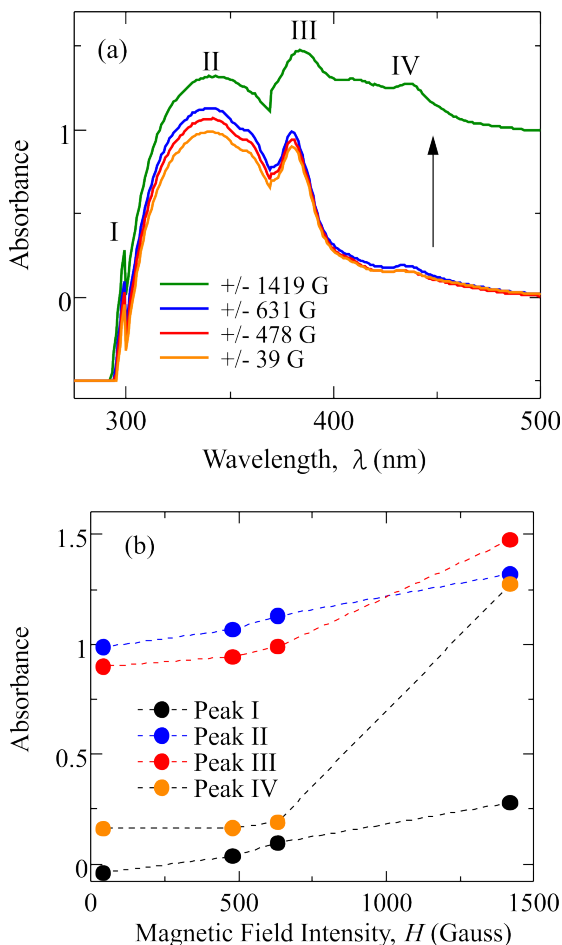 (a)
I
II
III
IV
1
0
Absorbance
+/- 1419 G
+/- 631 G
+/- 478 G
+/- 39 G
300
400
500
Wavelength, λ (nm)
(b)
1.5
1
0.5
0
Absorbance
Peak I
Peak II
Peak III
Peak IV
0
500
1000
1500
Magnetic Field Intensity, H (Gauss)